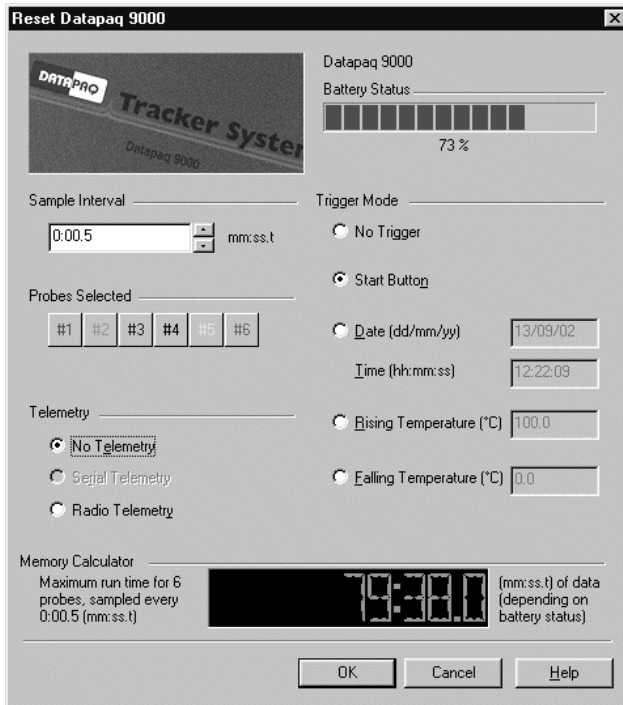 Reset Datapaq 9000
DATAPAQ
Tracker System
Datapaq 9000
Datapaq 9000
Battery Status
73 %
Sample Interval
0:00.5
mm:ss.t
Probes Selected
#1 #2 #3 #4 #5 #6
Telemetry
No Telemetry
Serial Telemetry
Radio Telemetry
Trigger Mode
No Trigger
Start Button
Date (dd/mm/yy) 13/09/02
Time (hh:mm:ss) 12:22:09
Rising Temperature (°C) 100.0
Falling Temperature (°C) 0.0
Memory Calculator
Maximum run time for 6
probes, sampled every
0:00.5 (mm:ss.t)
79:38.0
(mm:ss.t) of data
(depending on
battery status)
OK Cancel Help